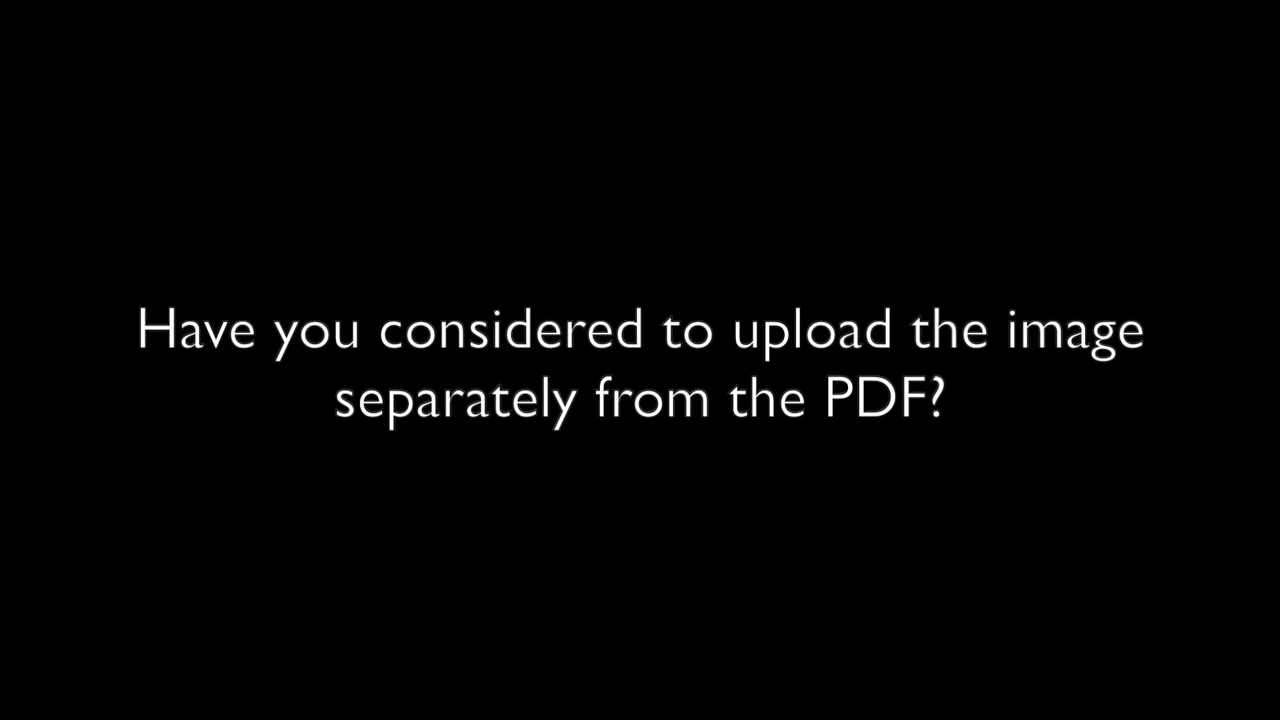 Have you considered to upload the image
separately from the PDF?